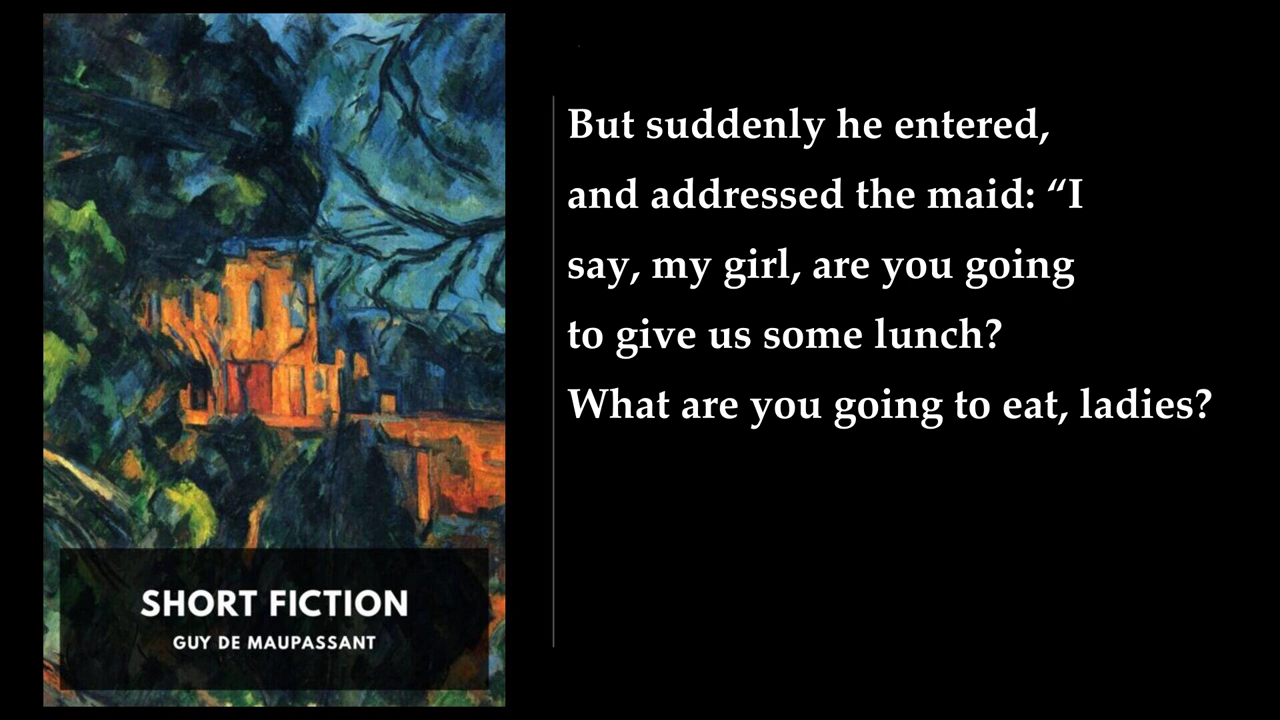 SHORT FICTION
GUY DE MAUPASSANT
But suddenly he entered,
and addressed the maid: “I
say, my girl, are you going
to give us some lunch?
What are you going to eat, ladies?